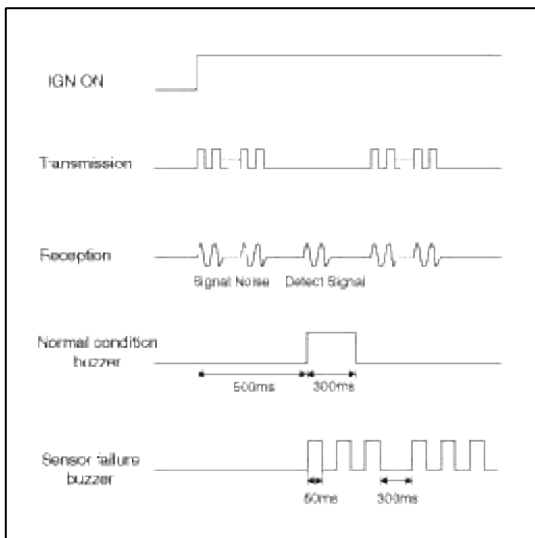 IGN ON
Transmission
Reception
Signal Noise Detect Signal
Normal condition
buzzer
500ms 300ms
Sensor failure
buzzer
50ms 300ms